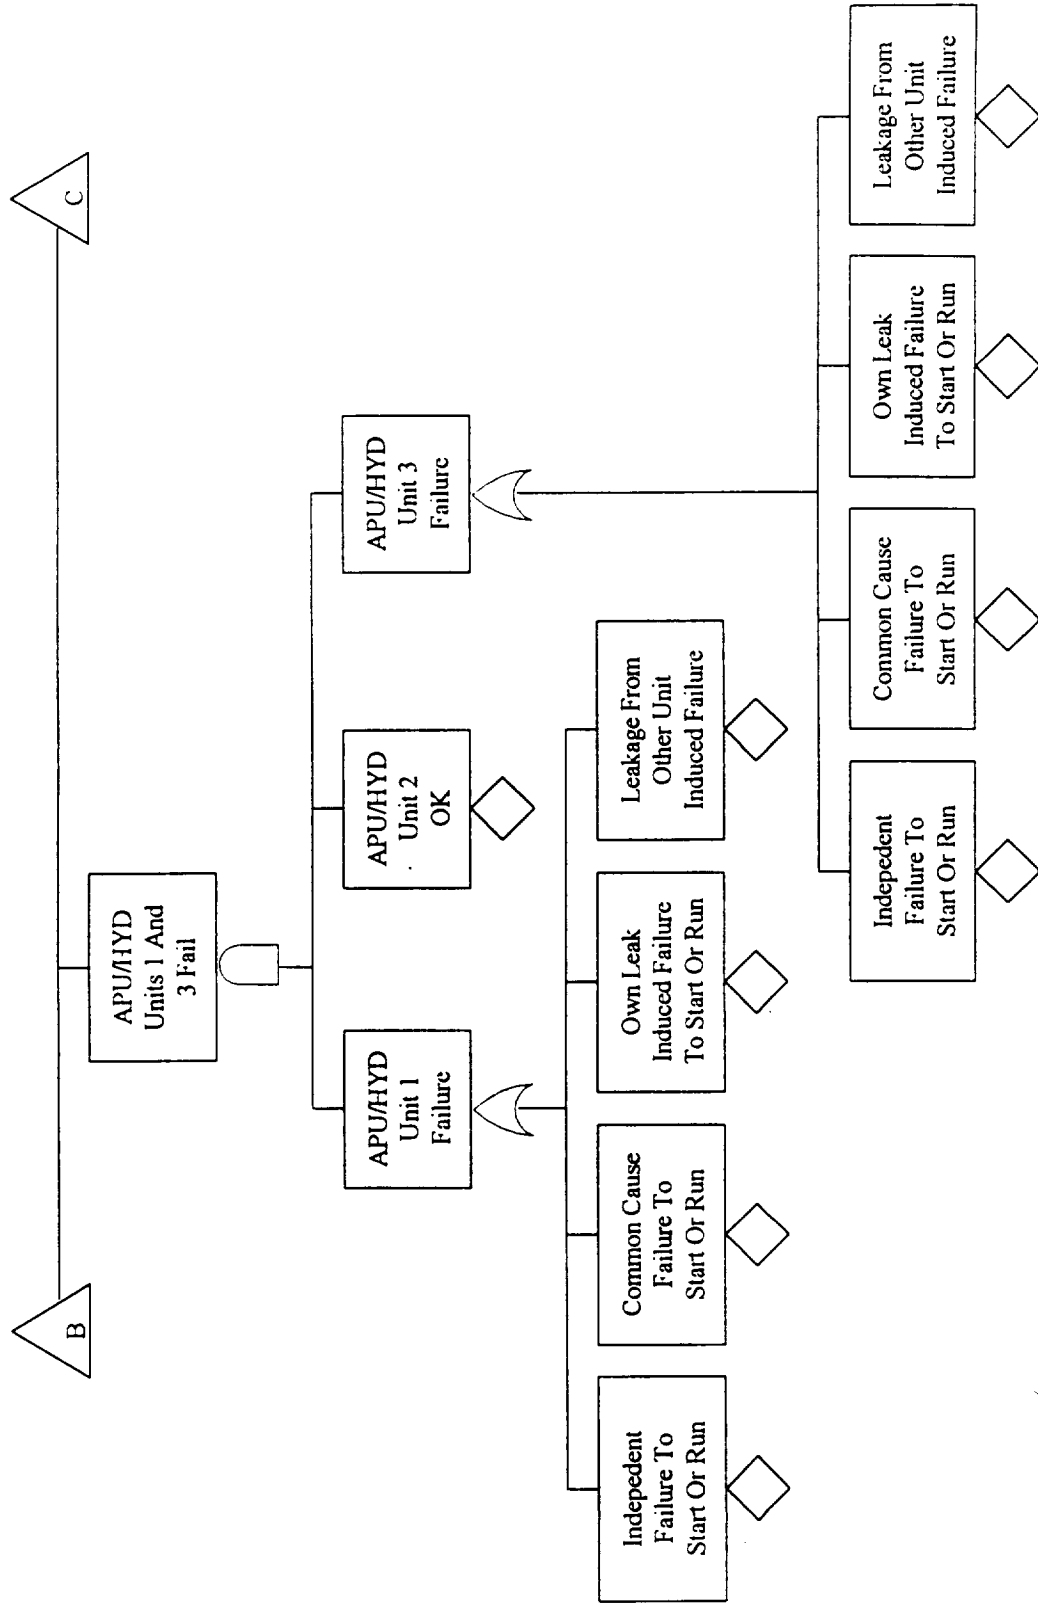 B
C
APU/HYD
Units 1 And
3 Fail
APU/HYD
Unit 1
Failure
APU/HYD
Unit 2
OK
APU/HYD
Unit 3
Failure
Indepedent
Failure To
Start Or Run
Common Cause
Failure To
Start Or Run
Own Leak
Induced Failure
To Start Or Run
Leakage From
Other Unit
Induced Failure
Indepedent
Failure To
Start Or Run
Common Cause
Failure To
Start Or Run
Own Leak
Induced Failure
To Start Or Run
Leakage From
Other Unit
Induced Failure